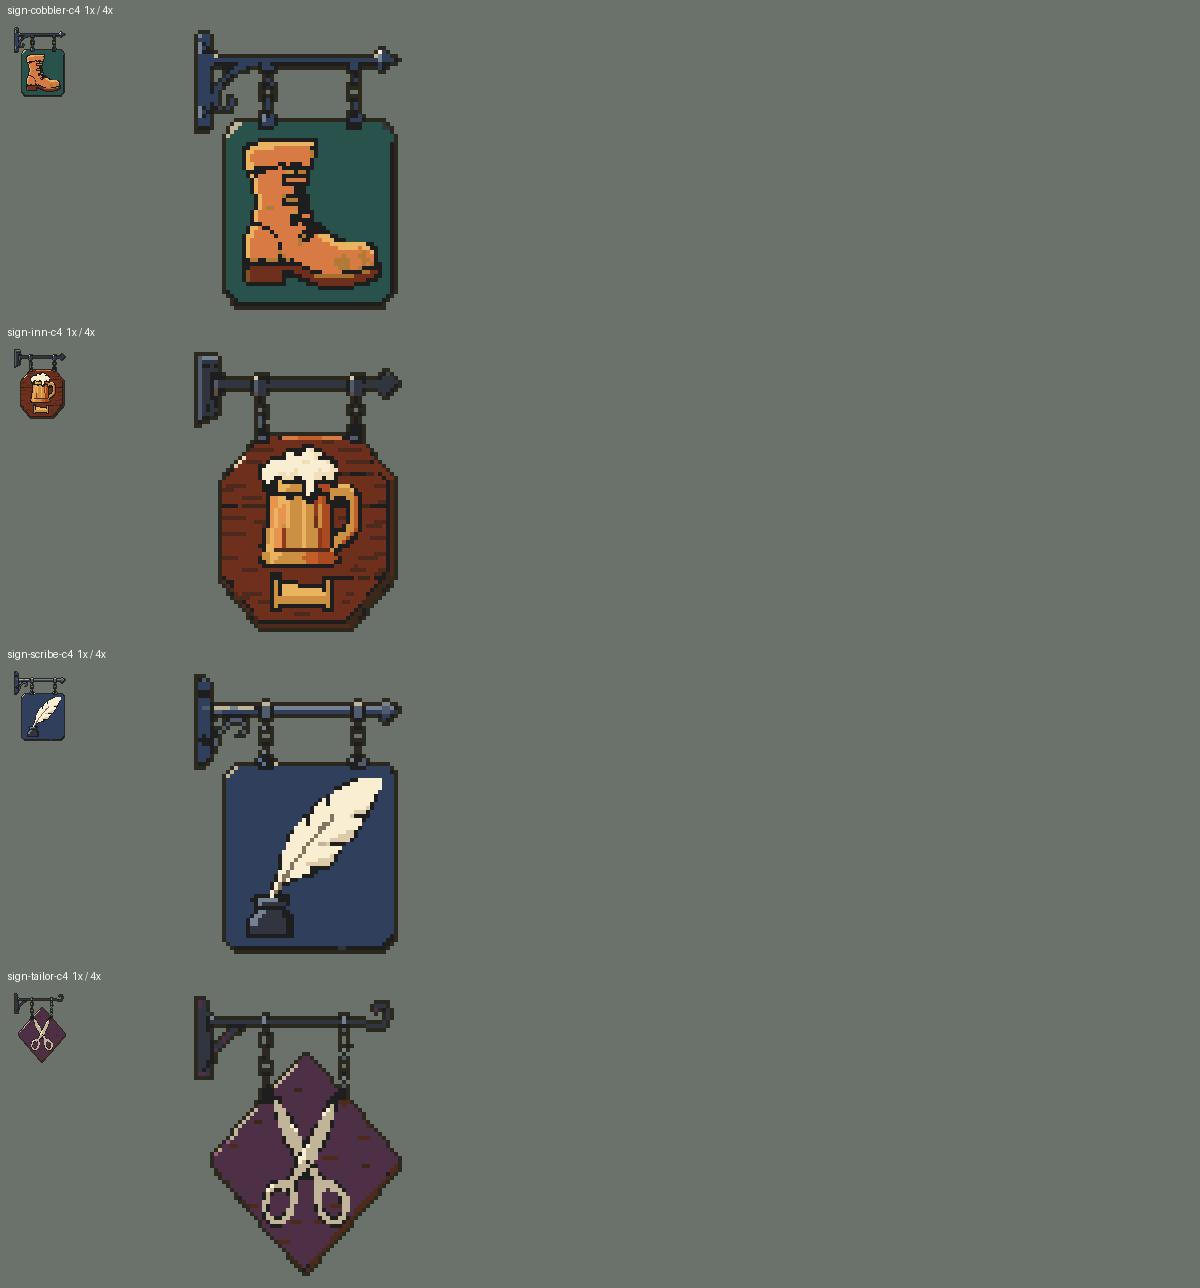 sign-cobbler-c4 1x / 4x
sign-inn-c4 1x / 4x
sign-scribe-c4 1x / 4x
sign-tailor-c4 1x / 4x